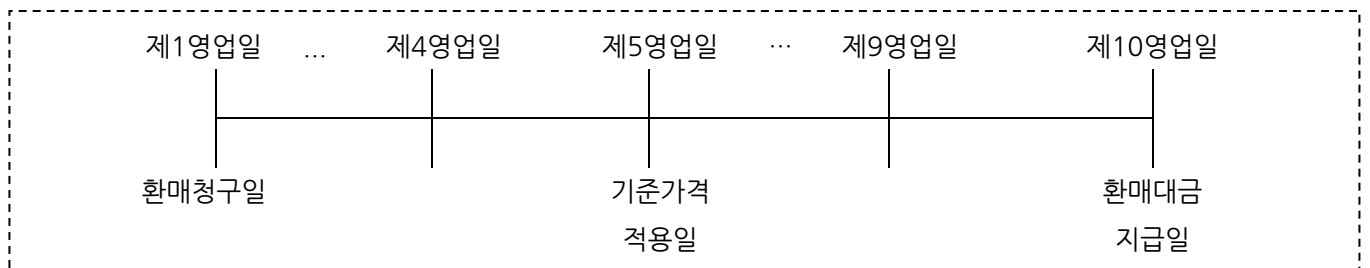 제1영업일 ... 제4영업일 제5영업일 ... 제9영업일 제10영업일
환매청구일 기준가격 환매대금
적용일 지급일